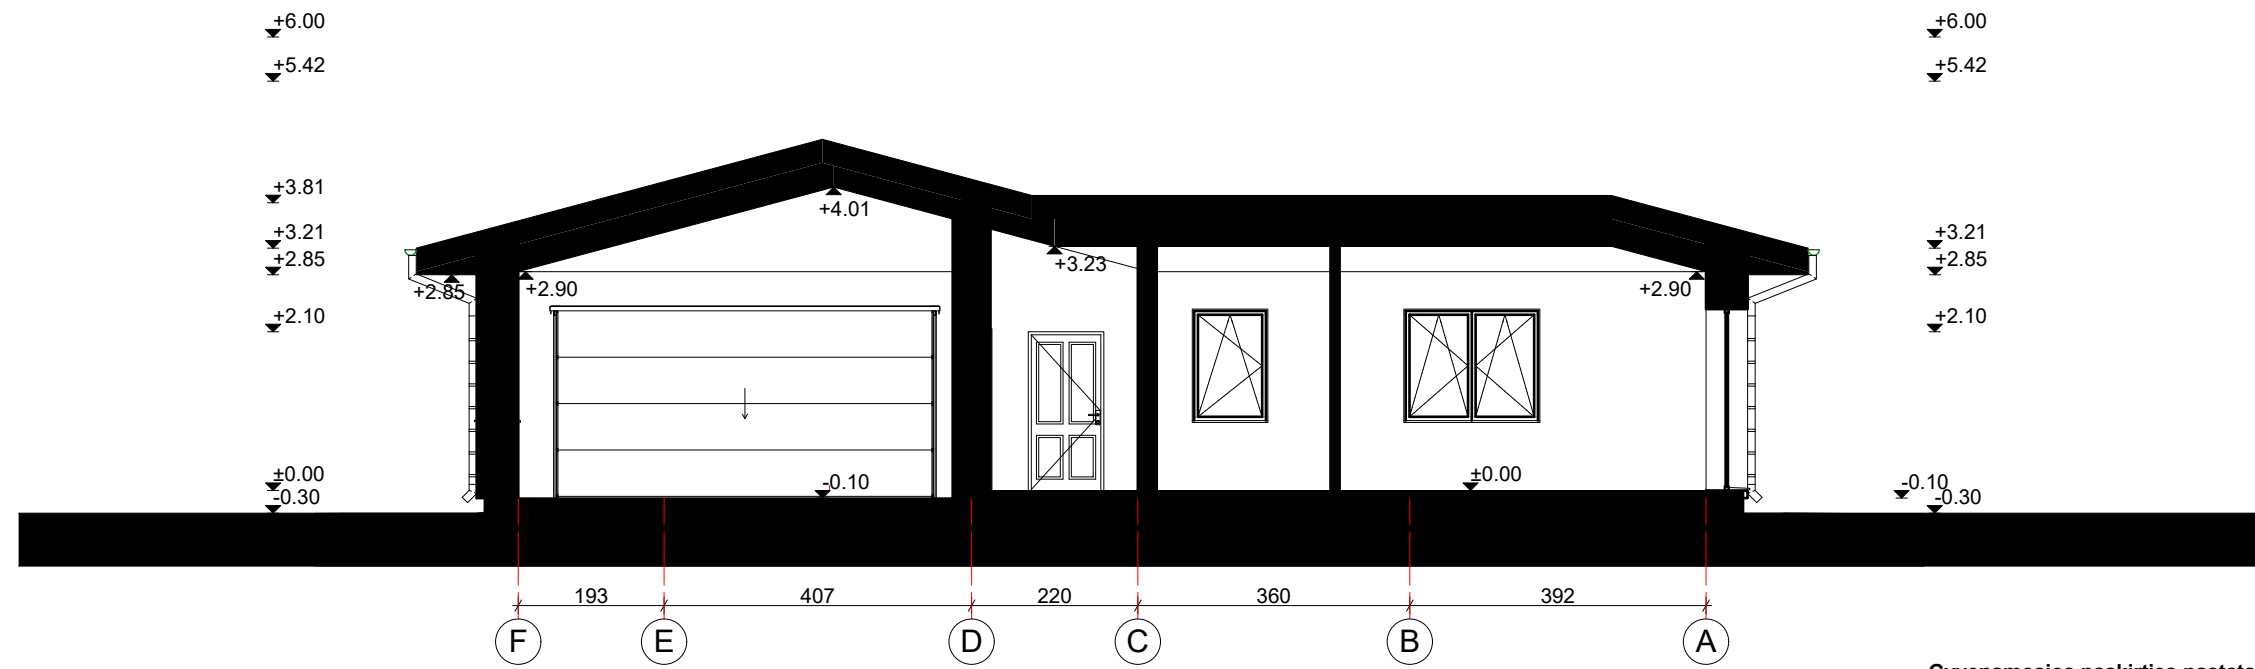 +6.00 +6.00
+5.42 +5.42
+3.81
+4.01
+3.21 +3.21
+2.85 +3.23 +2.85
+2.85 +2.90 +2.90
+2.10 +2.10
±0.00 -0.10 ±0.00 -0.10
-0.30 -0.30
193 407 220 360 392
F E D C B A